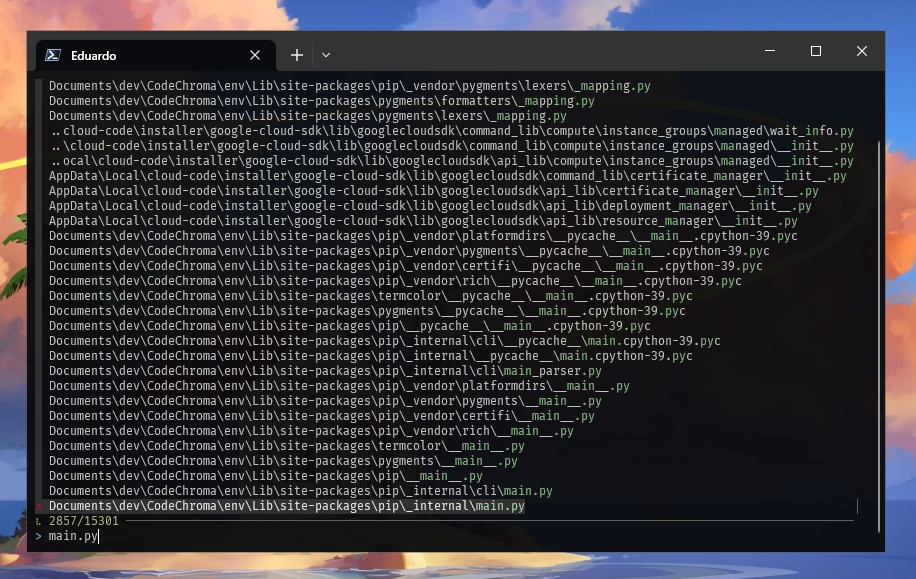 Eduardo
Documents\dev\CodeChroma\env\Lib\site-packages\pip\_vendor\pygments\lexers\_mapping.py
Documents\dev\CodeChroma\env\Lib\site-packages\pygments\formatters\_mapping.py
Documents\dev\CodeChroma\env\Lib\site-packages\pygments\lexers\_mapping.py
..cloud-code\installer\google-cloud-sdk\lib\googlecloudsdk\command_lib\compute\instance_groups\managed\wait_info.py
..\cloud-code\installer\google-cloud-sdk\lib\googlecloudsdk\command_lib\compute\instance_groups\managed\__init__.py
..ocal\cloud-code\installer\google-cloud-sdk\lib\googlecloudsdk\api_lib\compute\instance_groups\managed\__init__.py
AppData\Local\cloud-code\installer\google-cloud-sdk\lib\googlecloudsdk\command_lib\certificate_manager\__init__.py
AppData\Local\cloud-code\installer\google-cloud-sdk\lib\googlecloudsdk\api_lib\certificate_manager\__init__.py
AppData\Local\cloud-code\installer\google-cloud-sdk\lib\googlecloudsdk\api_lib\deployment_manager\__init__.py
AppData\Local\cloud-code\installer\google-cloud-sdk\lib\googlecloudsdk\api_lib\resource_manager\__init__.py
Documents\dev\CodeChroma\env\Lib\site-packages\pip\_vendor\platformdirs\__pycache__\__main__.cpython-39.pyc
Documents\dev\CodeChroma\env\Lib\site-packages\pip\_vendor\pygments\__pycache__\__main__.cpython-39.pyc
Documents\dev\CodeChroma\env\Lib\site-packages\pip\_vendor\certifi\__pycache__\__main__.cpython-39.pyc
Documents\dev\CodeChroma\env\Lib\site-packages\pip\_vendor\rich\__pycache__\__main__.cpython-39.pyc
Documents\dev\CodeChroma\env\Lib\site-packages\termcolor\__pycache__\__main__.cpython-39.pyc
Documents\dev\CodeChroma\env\Lib\site-packages\pygments\__pycache__\__main__.cpython-39.pyc
Documents\dev\CodeChroma\env\Lib\site-packages\pip\__pycache__\__main__.cpython-39.pyc
Documents\dev\CodeChroma\env\Lib\site-packages\pip\_internal\cli\__pycache__\main.cpython-39.pyc
Documents\dev\CodeChroma\env\Lib\site-packages\pip\_internal\__pycache__\main.cpython-39.pyc
Documents\dev\CodeChroma\env\Lib\site-packages\pip\_internal\cli\main_parser.py
Documents\dev\CodeChroma\env\Lib\site-packages\pip\_vendor\platformdirs\__main__.py
Documents\dev\CodeChroma\env\Lib\site-packages\pip\_vendor\pygments\__main__.py
Documents\dev\CodeChroma\env\Lib\site-packages\pip\_vendor\certifi\__main__.py
Documents\dev\CodeChroma\env\Lib\site-packages\pip\_vendor\rich\__main__.py
Documents\dev\CodeChroma\env\Lib\site-packages\termcolor\__main__.py
Documents\dev\CodeChroma\env\Lib\site-packages\pygments\__main__.py
Documents\dev\CodeChroma\env\Lib\site-packages\pip\__main__.py
Documents\dev\CodeChroma\env\Lib\site-packages\pip\_internal\cli\main.py
> Documents\dev\CodeChroma\env\Lib\site-packages\pip\_internal\main.py
2857/15301
> main.py